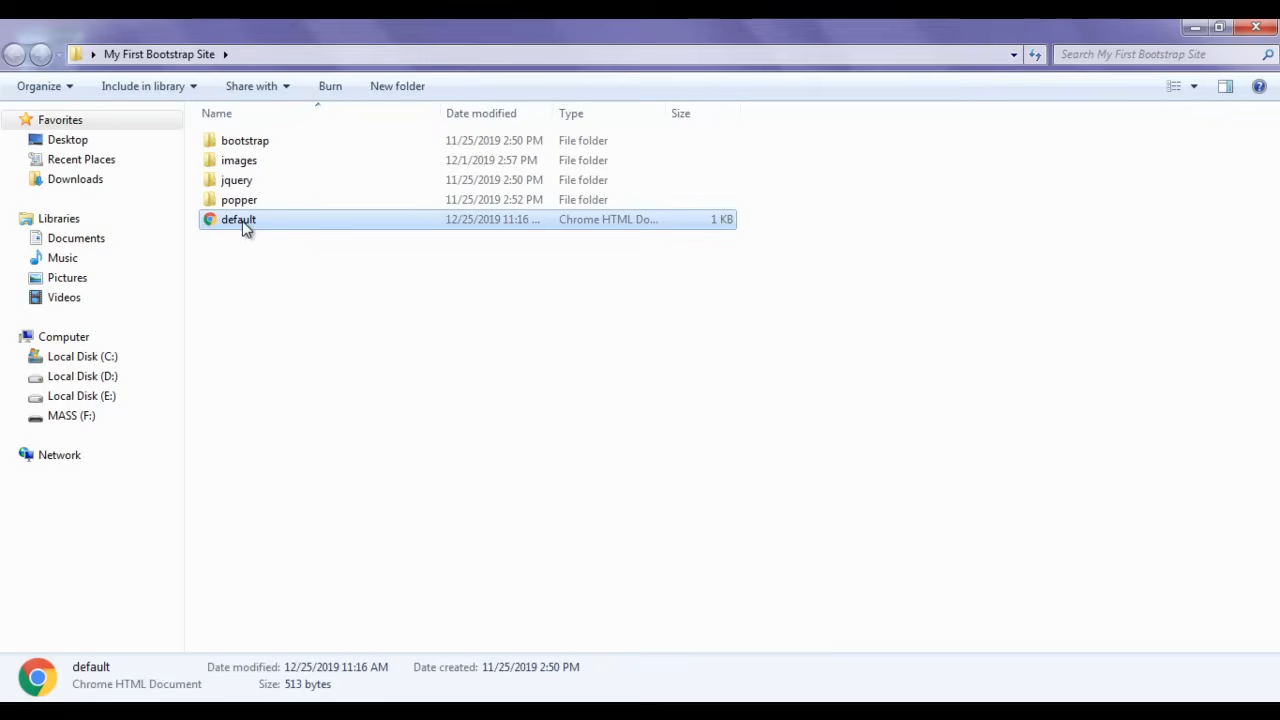 My First Bootstrap Site
Search My First Bootstrap Site
Organize Include in library Share with Burn New folder
Name Date modified Type Size
Favorites
Desktop
Recent Places
Downloads
Libraries
Documents
Music
Pictures
Videos
Computer
Local Disk (C:)
Local Disk (D:)
Local Disk (E:)
MASS (F:)
Network
bootstrap 11/25/2019 2:50 PM File folder
images 12/1/2019 2:57 PM File folder
jquery 11/25/2019 2:50 PM File folder
popper 11/25/2019 2:52 PM File folder
default 12/25/2019 11:16 ... Chrome HTML Do... 1 KB
default Date modified: 12/25/2019 11:16 AM Date created: 11/25/2019 2:50 PM
Chrome HTML Document Size: 513 bytes